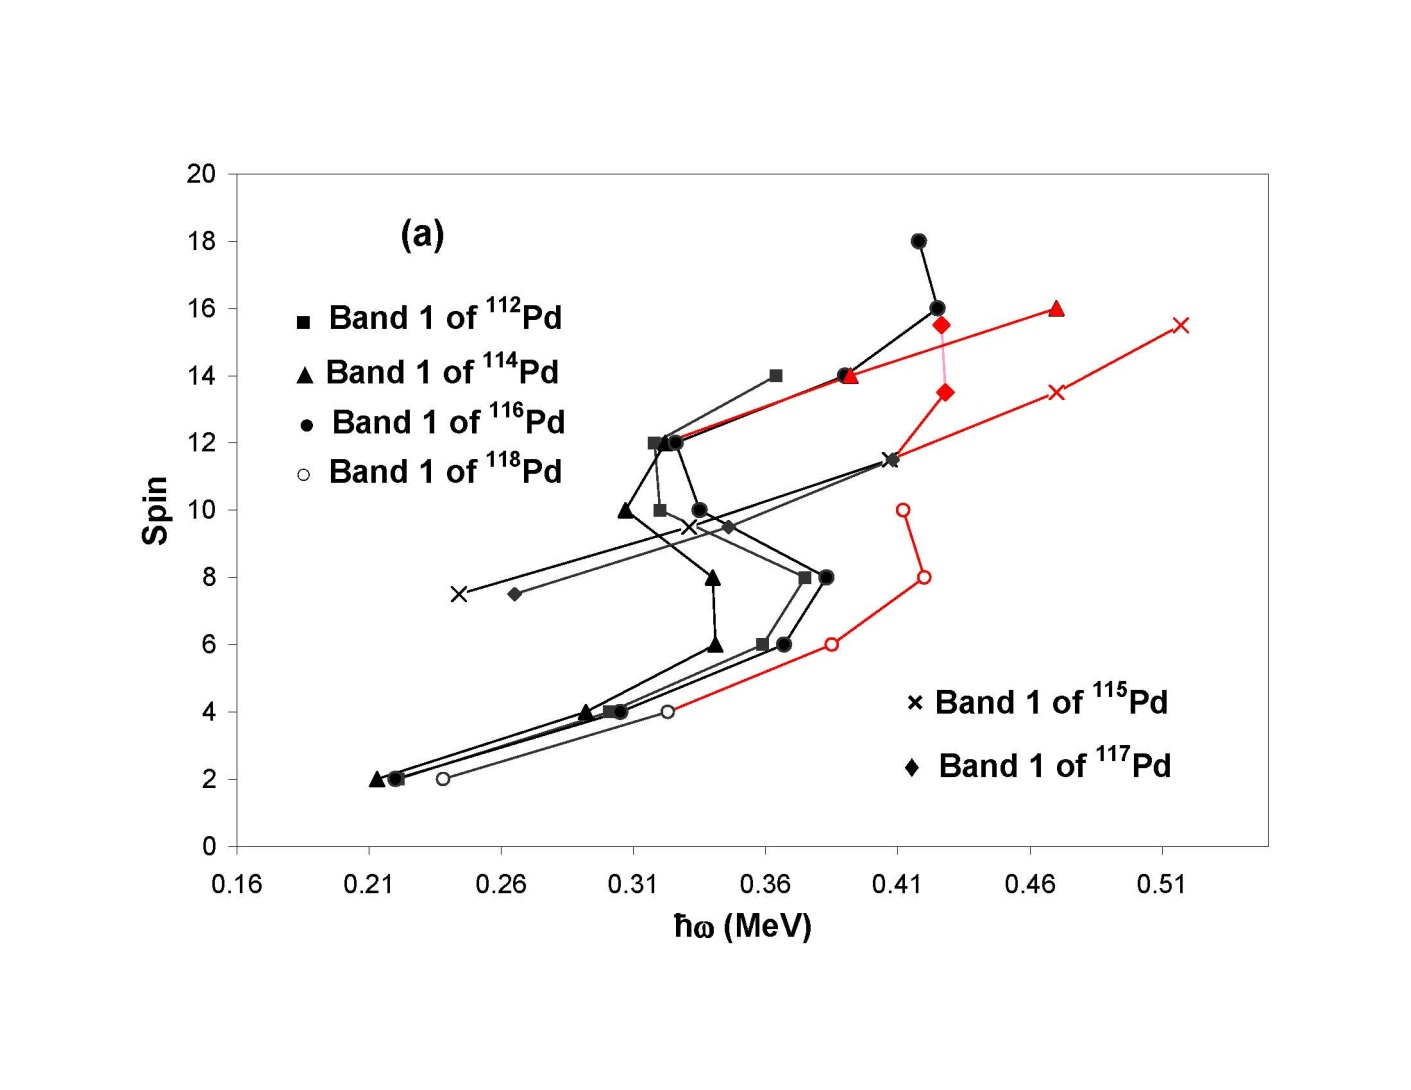 20
18
16
14
12
10
8
6
4
2
0
Spin
(a)
Band 1 of ¹¹²Pd
Band 1 of ¹¹⁴Pd
Band 1 of ¹¹⁶Pd
Band 1 of ¹¹⁸Pd
Band 1 of ¹¹⁵Pd
Band 1 of ¹¹⁷Pd
0.16 0.21 0.26 0.31 0.36 0.41 0.46 0.51
ħω (MeV)